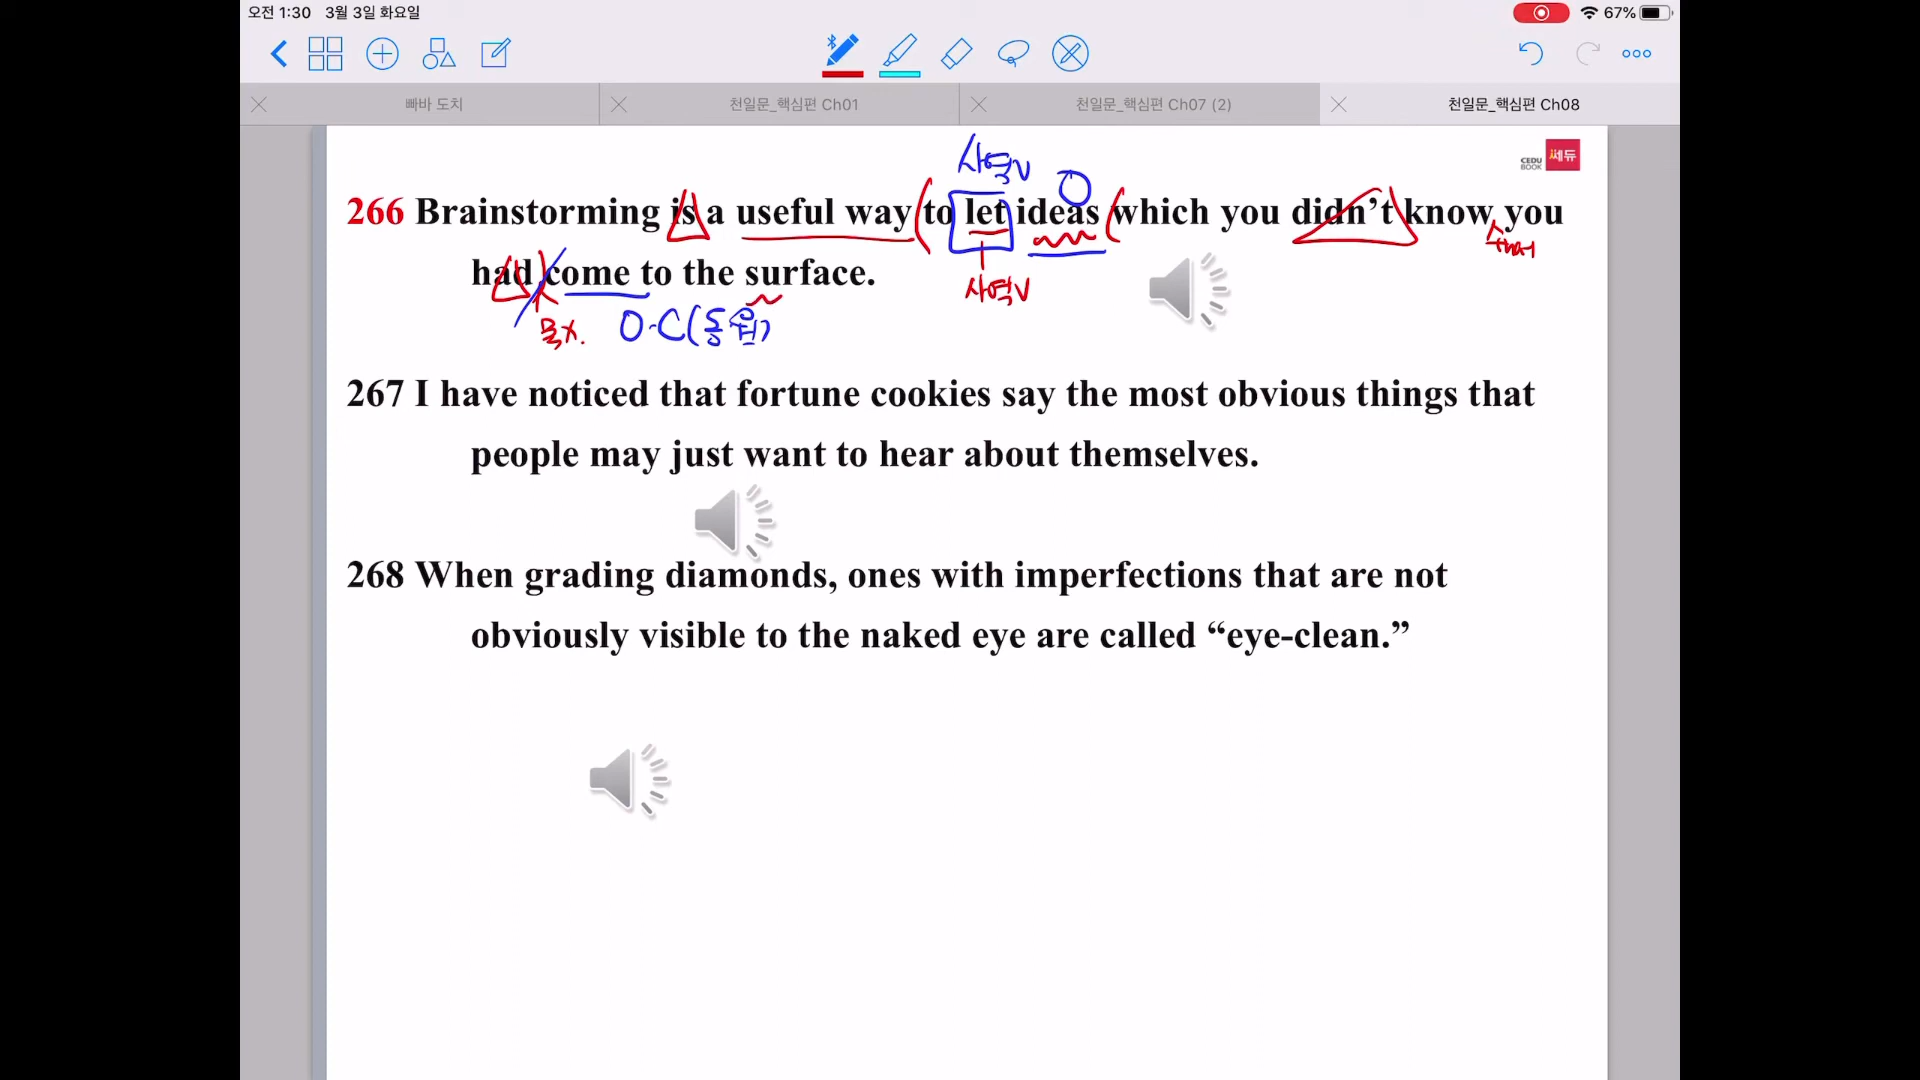 오전 1:30 3월 3일 화요일 67%
빠바 도치 천일문_핵심편 Ch01 천일문_핵심편 Ch07 (2) 천일문_핵심편 Ch08
CEDU BOOK 쎄듀
사역V O
266 Brainstorming is a useful way (to let ideas (which you didn't know you
had come to the surface.
사역V
목X. O·C(동원)
267 I have noticed that fortune cookies say the most obvious things that
people may just want to hear about themselves.
268 When grading diamonds, ones with imperfections that are not
obviously visible to the naked eye are called “eye-clean.”